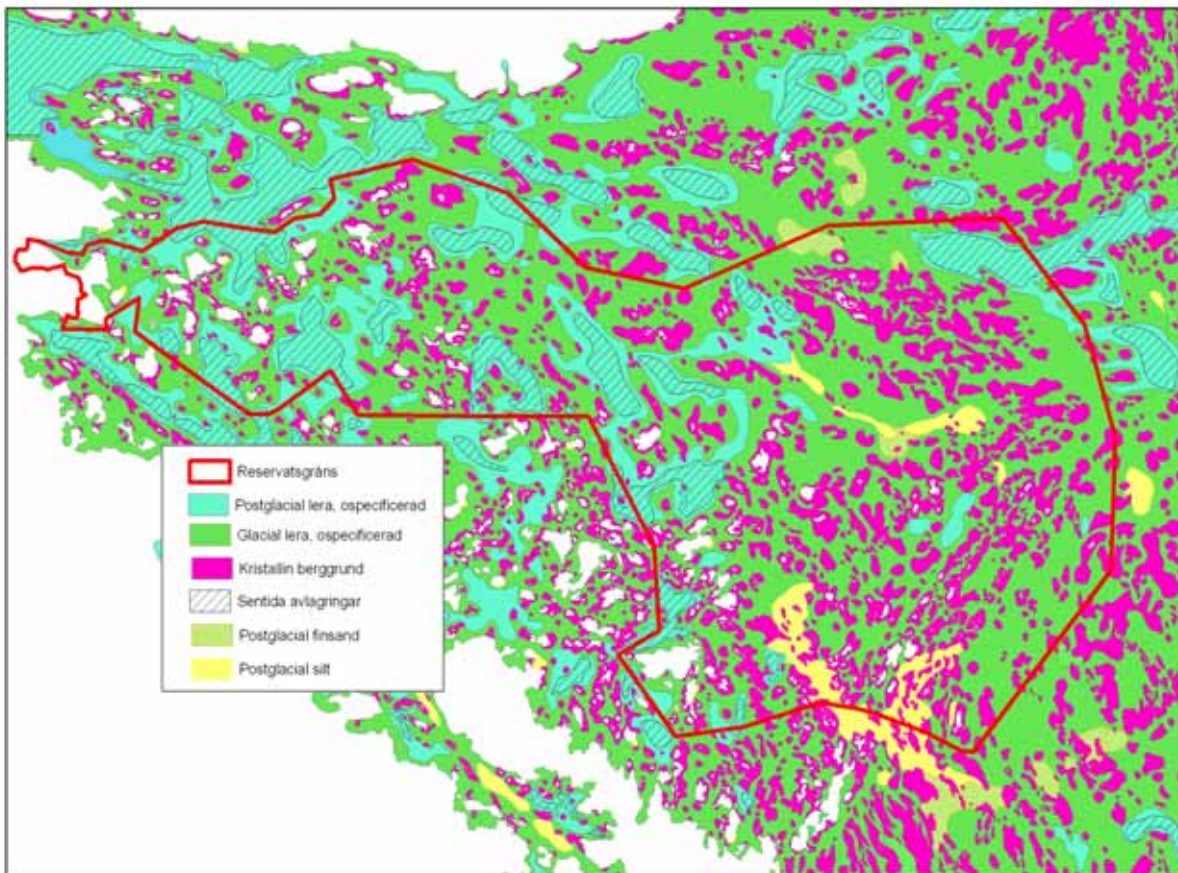 Reservatsgräns
Postglacial lera, ospecificerad
Glacial lera, ospecificerad
Kristallin berggrund
Sentida avlagringar
Postglacial finsand
Postglacial silt